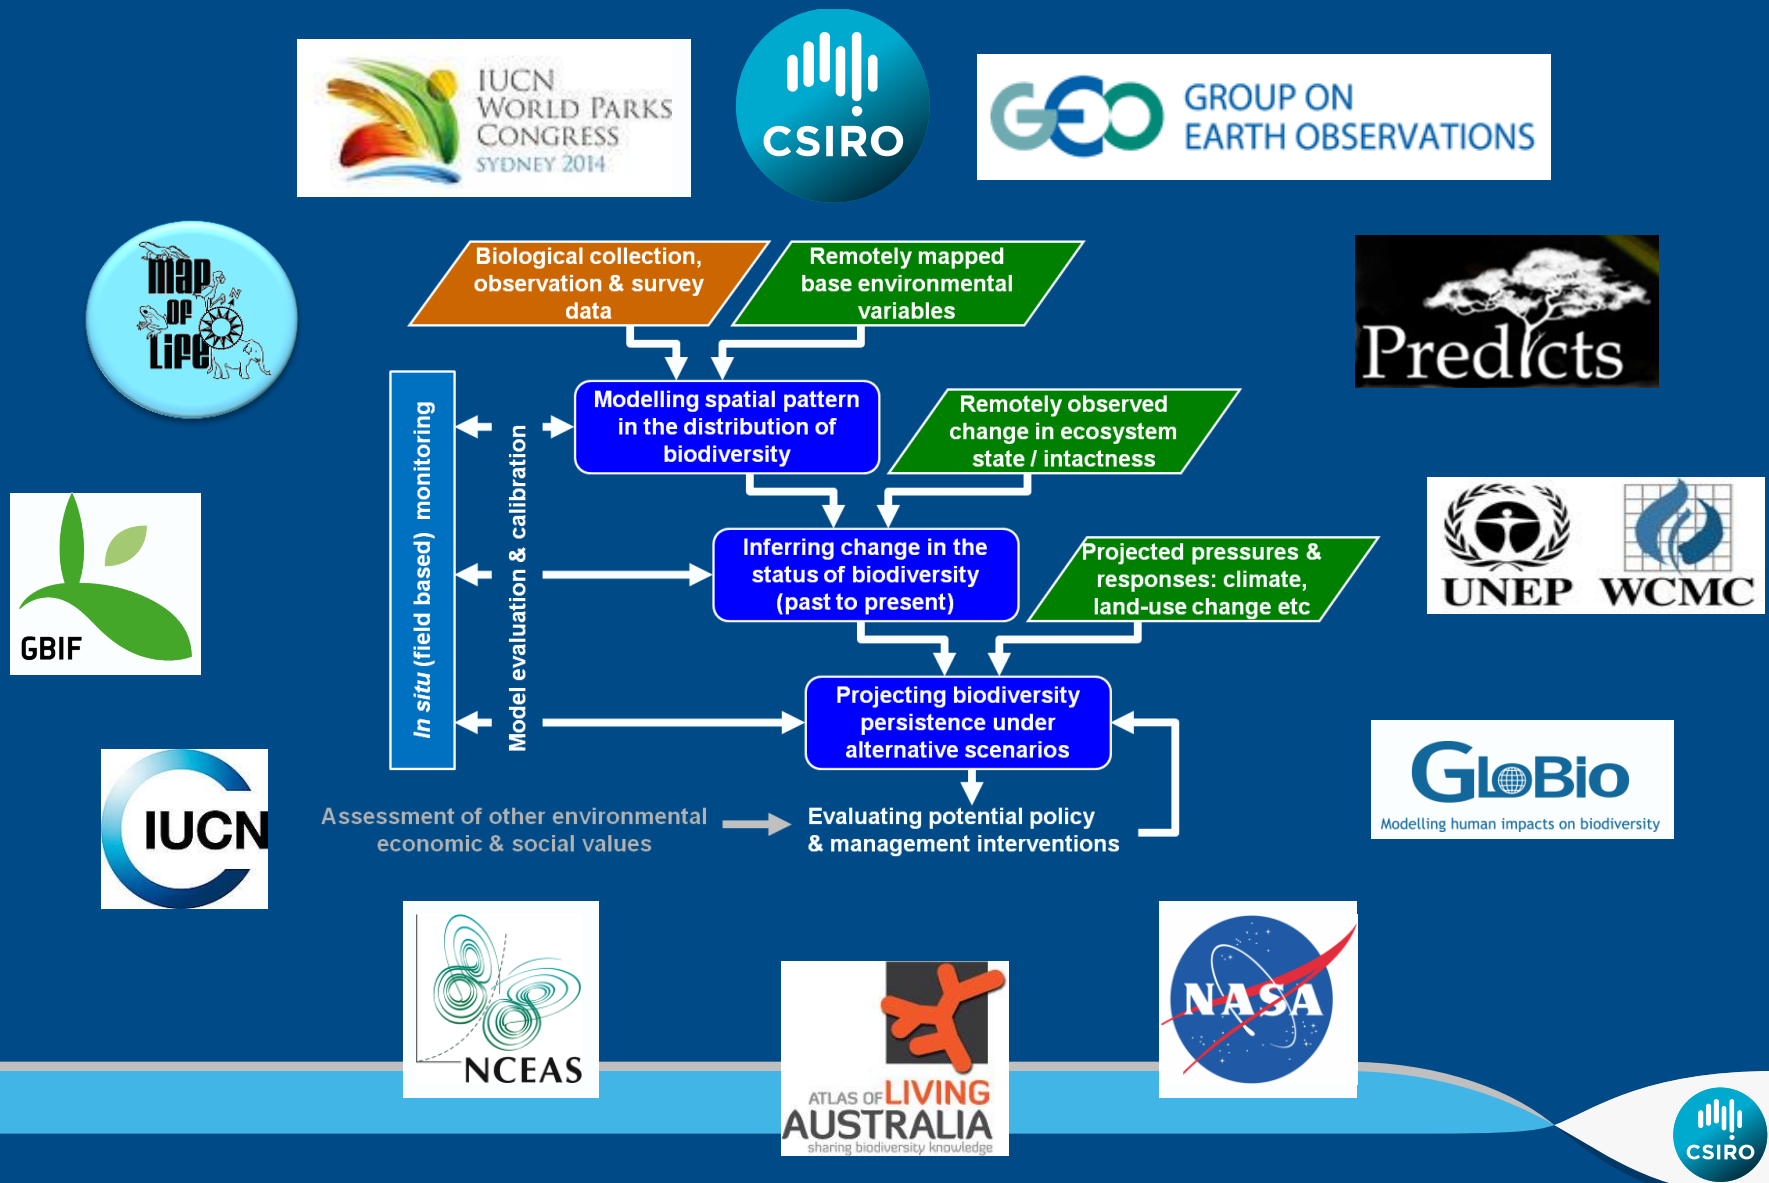 IUCN
WORLD PARKS
CONGRESS
SYDNEY 2014
CSIRO
GEO
GROUP ON
EARTH OBSERVATIONS
map
OF
LiFe
N
Biological collection,
observation & survey
data
Remotely mapped
base environmental
variables
Predicts
In situ (field based) monitoring
Model evaluation & calibration
Modelling spatial pattern
in the distribution of
biodiversity
Remotely observed
change in ecosystem
state / intactness
Inferring change in the
status of biodiversity
(past to present)
Projected pressures &
responses: climate,
land-use change etc
UNEP WCMC
GBIF
Projecting biodiversity
persistence under
alternative scenarios
IUCN
GLOBIO
Modelling human impacts on biodiversity
Assessment of other environmental
economic & social values
Evaluating potential policy
& management interventions
NCEAS
ATLAS OF LIVING
AUSTRALIA
sharing biodiversity knowledge
NASA
CSIRO